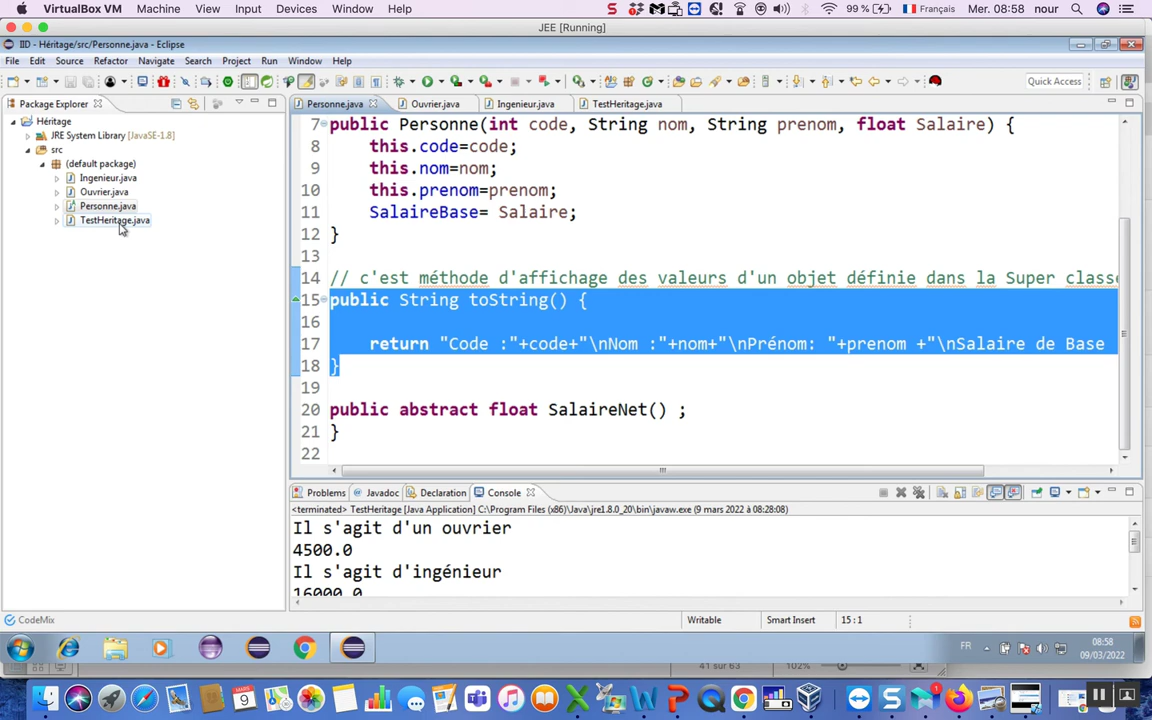 VirtualBox VM Machine View Input Devices Window Help 99 % Français Mer. 08:58 nour
JEE [Running]
IID - Héritage/src/Personne.java - Eclipse
File Edit Source Refactor Navigate Search Project Run Window Help
Quick Access
Package Explorer
Héritage
JRE System Library [JavaSE-1.8]
src
(default package)
Ingenieur.java
Ouvrier.java
Personne.java
TestHeritage.java
Personne.java Ouvrier.java Ingenieur.java TestHeritage.java
7 public Personne(int code, String nom, String prenom, float Salaire) {
8 this.code=code;
9 this.nom=nom;
10 this.prenom=prenom;
11 SalaireBase= Salaire;
12 }
13
14 // c'est méthode d'affichage des valeurs d'un objet définie dans la Super classe
15 public String toString() {
16
17 return "Code :"+code+"\nNom :"+nom+"\nPrénom: "+prenom +"\nSalaire de Base
18 }
19
20 public abstract float SalaireNet() ;
21 }
22
Problems Javadoc Declaration Console
<terminated> TestHeritage [Java Application] C:\Program Files (x86)\Java\jre1.8.0_20\bin\javaw.exe (9 mars 2022 à 08:28:08)
Il s'agit d'un ouvrier
4500.0
Il s'agit d'ingénieur
16000.0
CodeMix
Writable Smart Insert 15 : 1
FR 08:58
09/03/2022
41 sur 63 102%